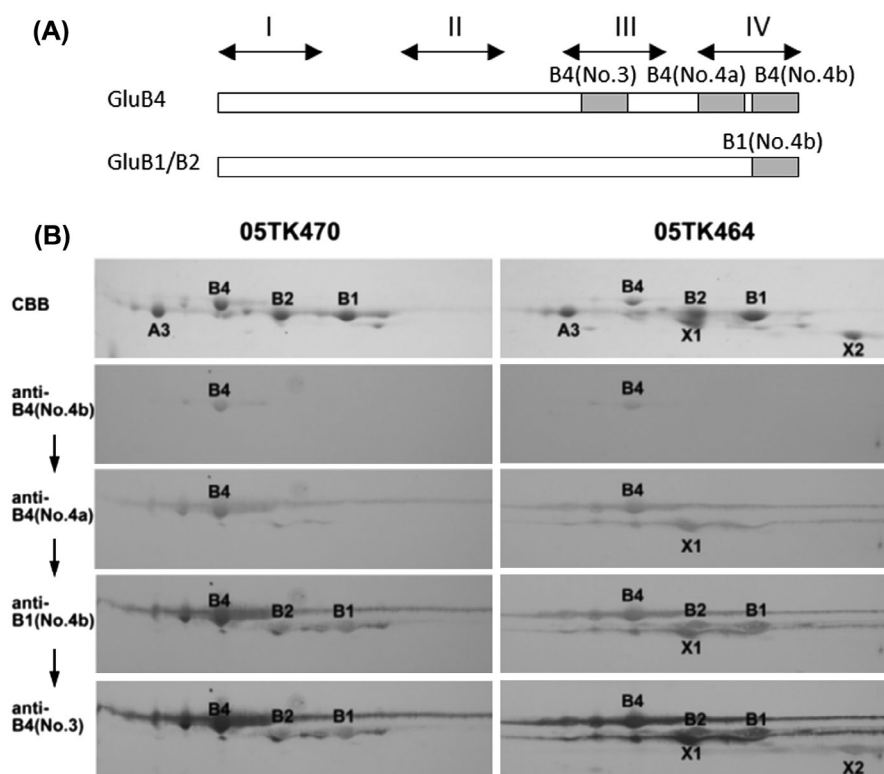 (A)
I II III IV
B4(No.3) B4(No.4a) B4(No.4b)
GluB4
B1(No.4b)
GluB1/B2
(B)
05TK470 05TK464
CBB
B4 B2 B1
A3
B4
B2 B1
A3 X1 X2
anti-
B4(No.4b)
B4
B4
anti-
B4(No.4a)
B4
B4
X1
anti-
B1(No.4b)
B4 B2 B1
B4 B2 B1
X1
anti-
B4(No.3)
B4 B2 B1
B4 B2 B1
X1 X2